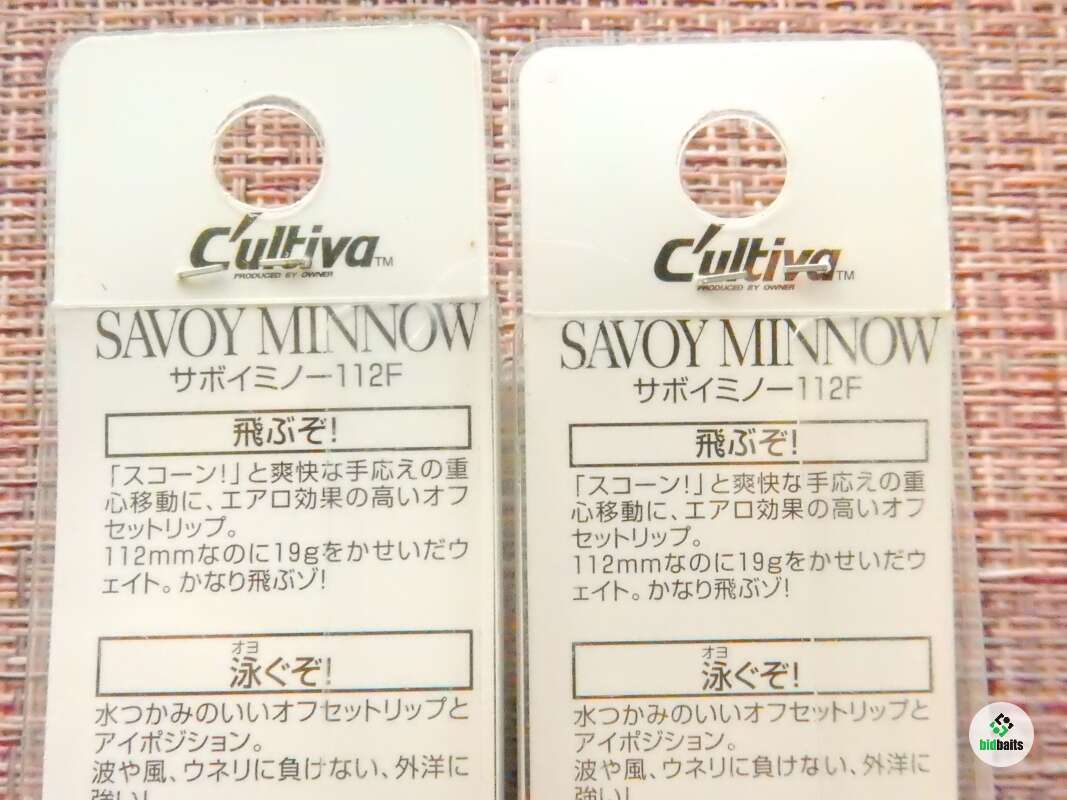 C'ultiva TM
PRODUCED BY OWNER
SAVOY MINNOW
サボイミノー112F
飛ぶぞ!
「スコーン!」と爽快な手応えの重
心移動に、エアロ効果の高いオフ
セットリップ。
112mmなのに19gをかせいだウ
ェイト。かなり飛ぶゾ!
オヨ
泳ぐぞ!
水つかみのいいオフセットリップと
アイポジション。
波や風、ウネリに負けない、外洋に
強い!
C'ultiva TM
PRODUCED BY OWNER
SAVOY MINNOW
サボイミノー112F
飛ぶぞ!
「スコーン!」と爽快な手応えの重
心移動に、エアロ効果の高いオフ
セットリップ。
112mmなのに19gをかせいだウ
ェイト。かなり飛ぶゾ!
オヨ
泳ぐぞ!
水つかみのいいオフセットリップと
アイポジション。
波や風、ウネリに負けない、外洋に
強い!
bidbaits